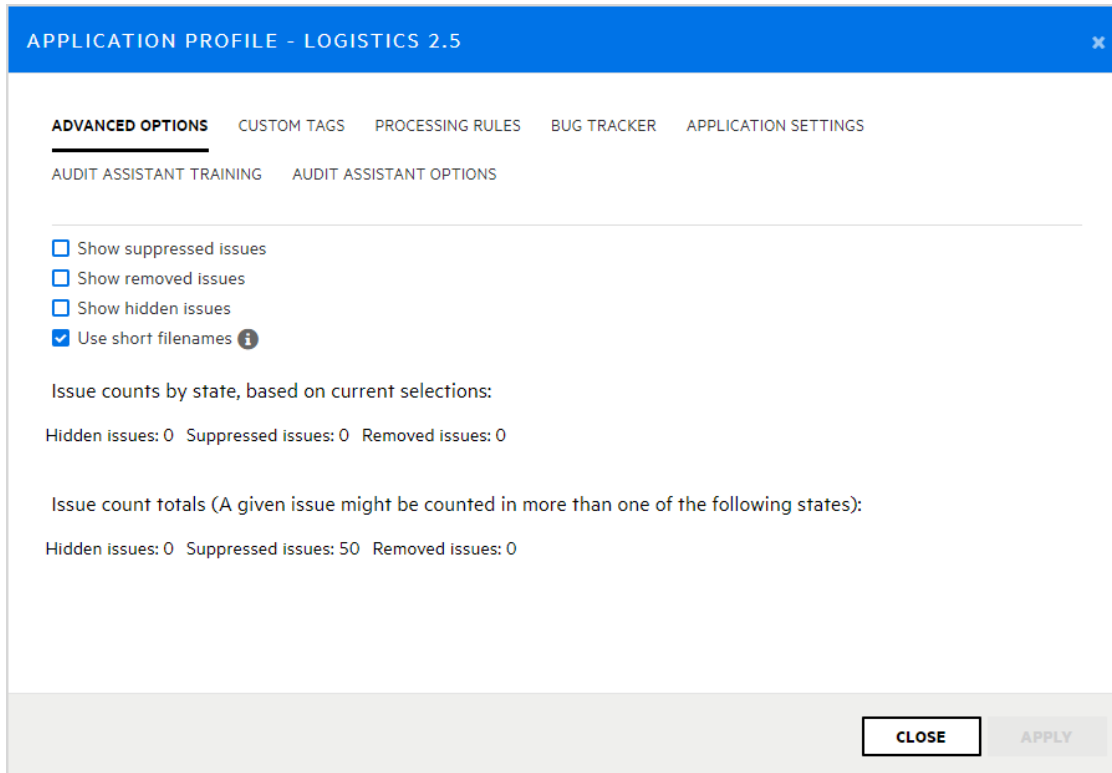 APPLICATION PROFILE - LOGISTICS 2.5
ADVANCED OPTIONS CUSTOM TAGS PROCESSING RULES BUG TRACKER APPLICATION SETTINGS
AUDIT ASSISTANT TRAINING AUDIT ASSISTANT OPTIONS
Show suppressed issues
Show removed issues
Show hidden issues
Use short filenames
Issue counts by state, based on current selections:
Hidden issues: 0 Suppressed issues: 0 Removed issues: 0
Issue count totals (A given issue might be counted in more than one of the following states):
Hidden issues: 0 Suppressed issues: 50 Removed issues: 0
CLOSE APPLY